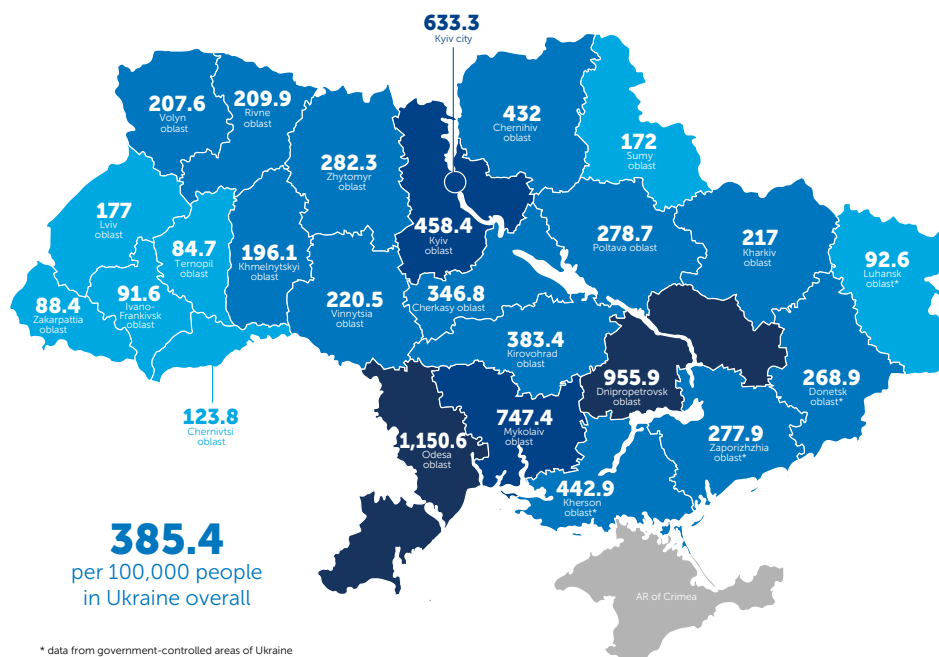 633.3
Kyiv city
207.6
Volyn
oblast
209.9
Rivne
oblast
432
Chernihiv
oblast
172
Sumy
oblast
282.3
Zhytomyr
oblast
177
Lviv
oblast
84.7
Ternopil
oblast
196.1
Khmelnytskyi
oblast
458.4
Kyiv
oblast
278.7
Poltava oblast
217
Kharkiv
oblast
92.6
Luhansk
oblast*
88.4
Zakarpattia
oblast
91.6
Ivano-
Frankivsk
oblast
220.5
Vinnytsia
oblast
346.8
Cherkasy oblast
383.4
Kirovohrad
oblast
955.9
Dnipropetrovsk
oblast
268.9
Donetsk
oblast*
123.8
Chernivtsi
oblast
1,150.6
Odesa
oblast
747.4
Mykolaiv
oblast
277.9
Zaporizhzhia
oblast*
442.9
Kherson
oblast*
385.4
per 100,000 people
in Ukraine overall
AR of Crimea
* data from government-controlled areas of Ukraine